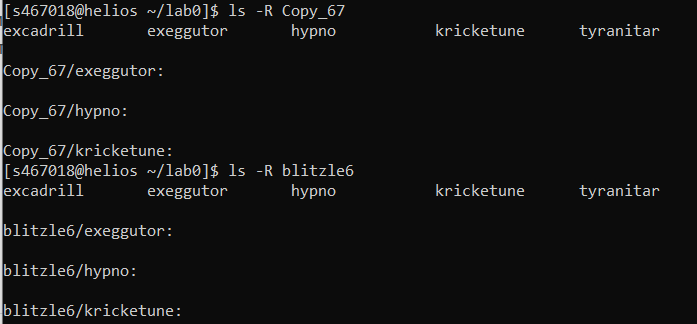 [s467018@helios ~/lab0]$ ls -R Copy_67
excadrill exeggutor hypno kricketune tyranitar
Copy_67/exeggutor:
Copy_67/hypno:
Copy_67/kricketune:
[s467018@helios ~/lab0]$ ls -R blitzle6
excadrill exeggutor hypno kricketune tyranitar
blitzle6/exeggutor:
blitzle6/hypno:
blitzle6/kricketune: